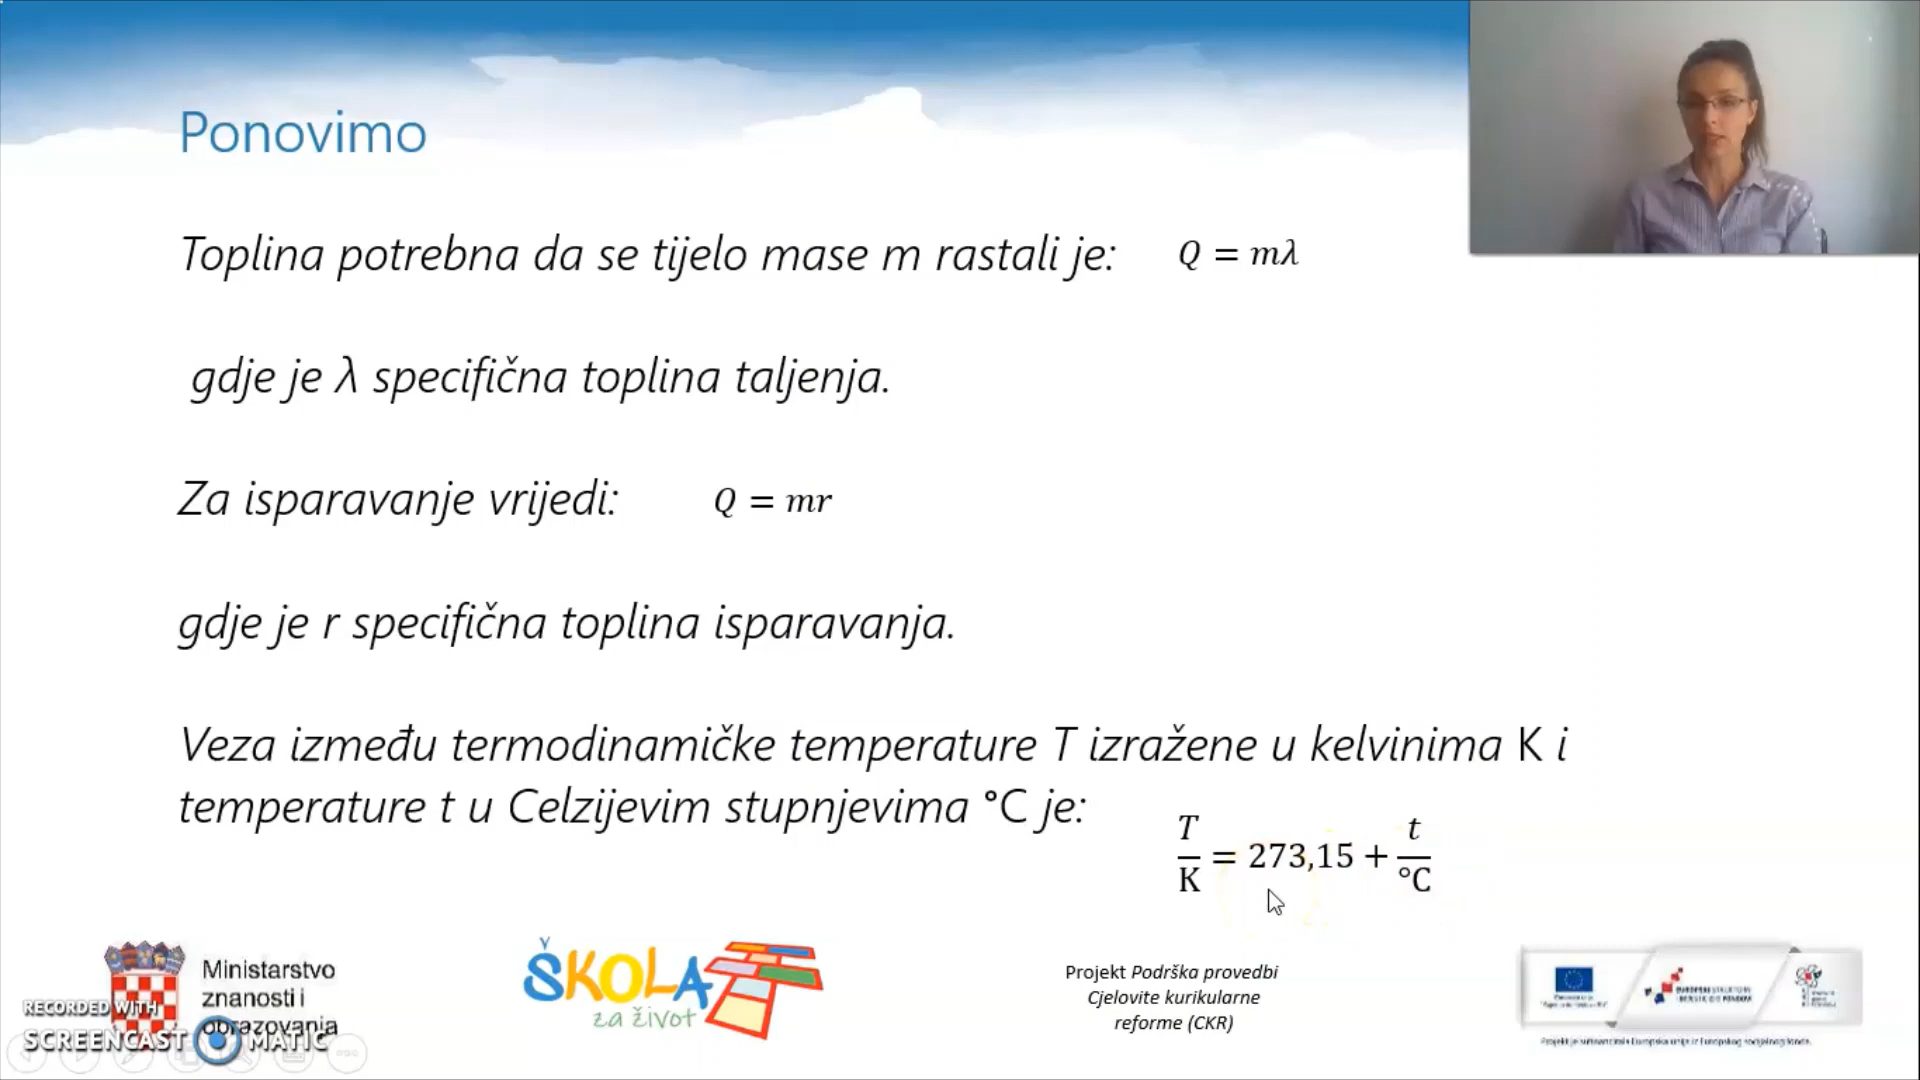 Ponovimo
Toplina potrebna da se tijelo mase m rastali je: Q = mλ
gdje je λ specifična toplina taljenja.
Za isparavanje vrijedi: Q = mr
gdje je r specifična toplina isparavanja.
Veza između termodinamičke temperature T izražene u kelvinima K i
temperature t u Celzijevim stupnjevima °C je:
T/K = 273,15 + t/°C
Ministarstvo
znanosti i
obrazovanja
RECORDED WITH
SCREENCAST MATIC
ŠKOLA
za život
Projekt Podrška provedbi
Cjelovite kurikularne
reforme (CKR)